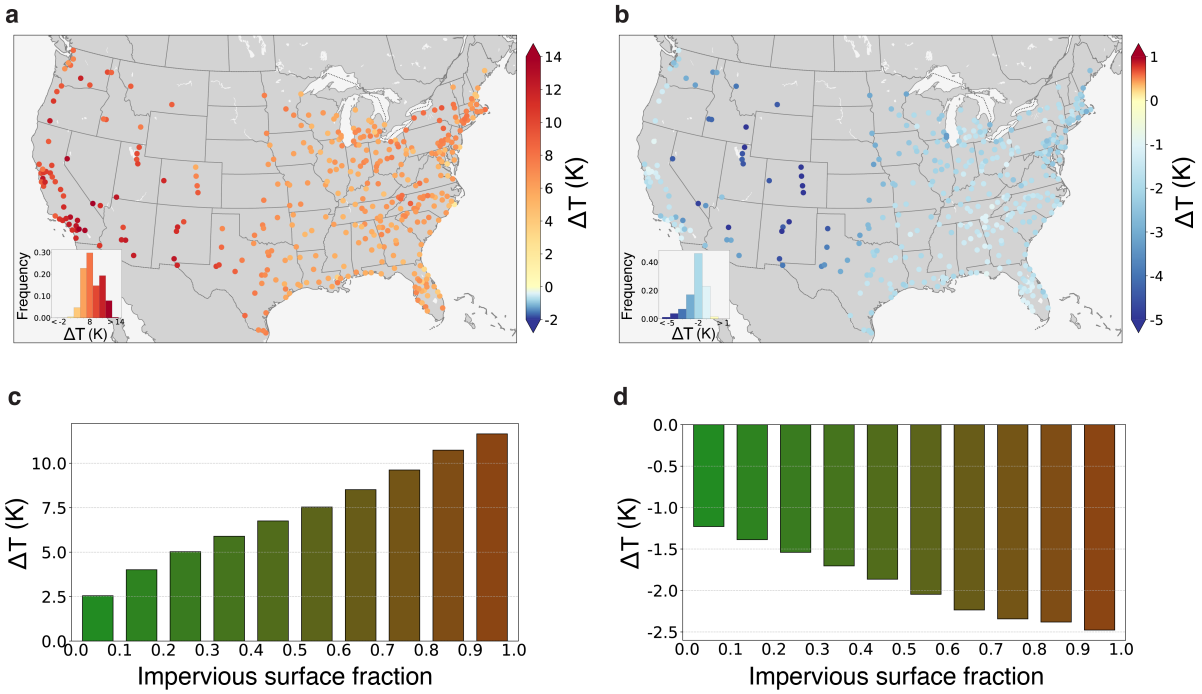 a
14
12
10
8
6
4
2
0
-2
ΔT (K)
Frequency
0.30
0.20
0.10
0.00
<-2
8
>14
ΔT (K)
b
1
0
-1
-2
-3
-4
-5
ΔT (K)
Frequency
0.40
0.20
0.00
<-5
-2
>1
ΔT (K)
c
ΔT (K)
10.0
7.5
5.0
2.5
0.0
0.0 0.1 0.2 0.3 0.4 0.5 0.6 0.7 0.8 0.9 1.0
Impervious surface fraction
d
ΔT (K)
0.0
-0.5
-1.0
-1.5
-2.0
-2.5
0.0 0.1 0.2 0.3 0.4 0.5 0.6 0.7 0.8 0.9 1.0
Impervious surface fraction